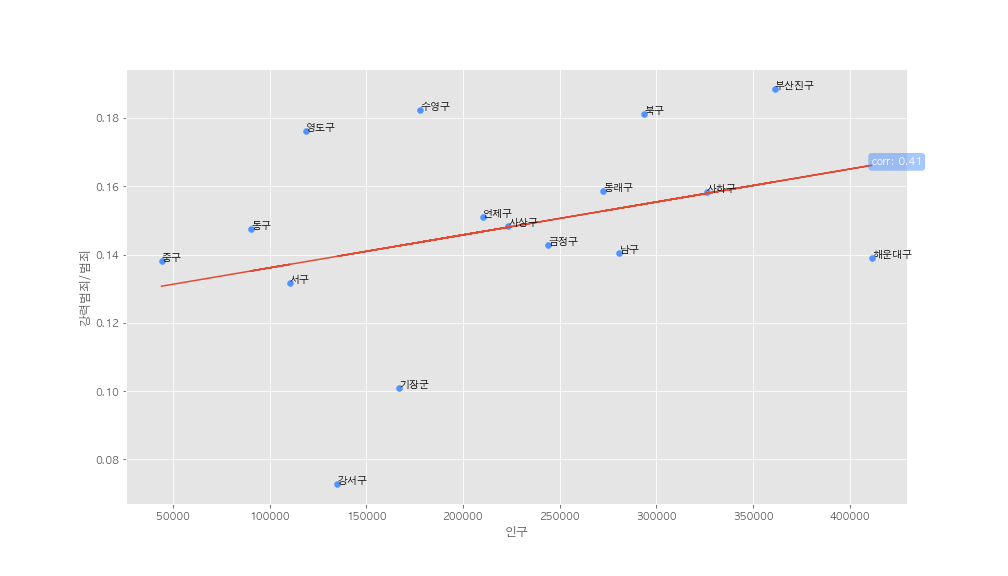 부산진구
수영구
북구
0.18
영도구
corr: 0.41
0.16
동래구
사하구
연제구
동구
사상구
금정구
남구
해운대구
0.14
중구
서구
강력범죄/범죄
0.12
기장군
0.10
강서구
0.08
50000 100000 150000 200000 250000 300000 350000 400000
인구